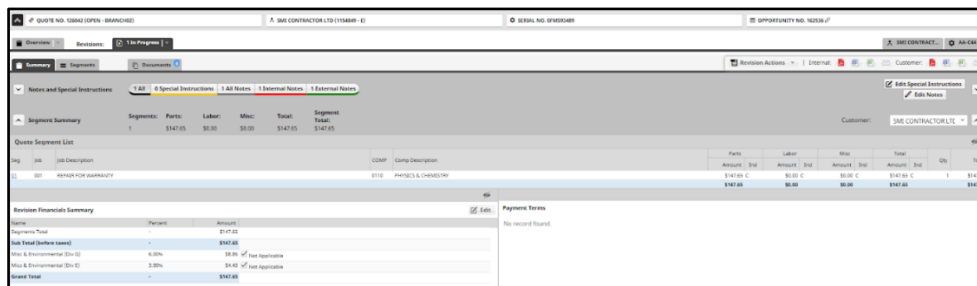 QUOTE NO. 126042 (OPEN - BRANCH6E)
SMI CONTRACTOR LTD (1154849 - E)
SERIAL NO. 6FMS93489
OPPORTUNITY NO. 162536
Overview
Revisions:
1 In Progress
SMI CONTRACT...
Summary
Segments
Documents
Revision Actions
Internal:
Customer:
Notes and Special Instructions
1 All
0 Special Instructions
1 All Notes
1 Internal Notes
1 External Notes
Edit Special Instructions
Edit Notes
Segment Summary
Segments: Parts: Labor: Misc: Total: Segment Total:
1 $147.65 $0.00 $0.00 $147.65 $147.65
Customer: SMI CONTRACTOR LTE
Quote Segment List
Parts Labor Misc Total
Seg Job Job Description COMP Comp Description Amount Ind Amount Ind Amount Ind Amount Ind Qty
001 REPAIR FOR WARRANTY 0110 PHYSICS & CHEMISTRY $147.65 C $0.00 C $0.00 C $147.65 C 1
$147.65 $0.00 $0.00 $147.65
Revision Financials Summary
Edit
Payment Terms
Name Percent Amount
No record found.
Segments Total - $147.65
Sub Total (before taxes) - $147.65
Misc & Environmental (Div G) 6.00% $8.86 Not Applicable
Misc & Environmental (Div E) 3.00% $4.43 Not Applicable
Grand Total - $147.65